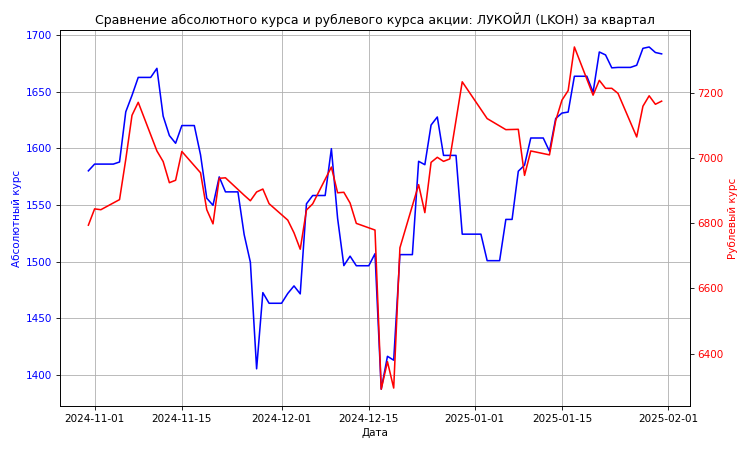 Сравнение абсолютного курса и рублевого курса акции: ЛУКОЙЛ (LKOH) за квартал
1700
1650
1600
1550
1500
1450
1400
Абсолютный курс
7200
7000
6800
6600
6400
Рублевый курс
2024-11-01 2024-11-15 2024-12-01 2024-12-15 2025-01-01 2025-01-15 2025-02-01
Дата